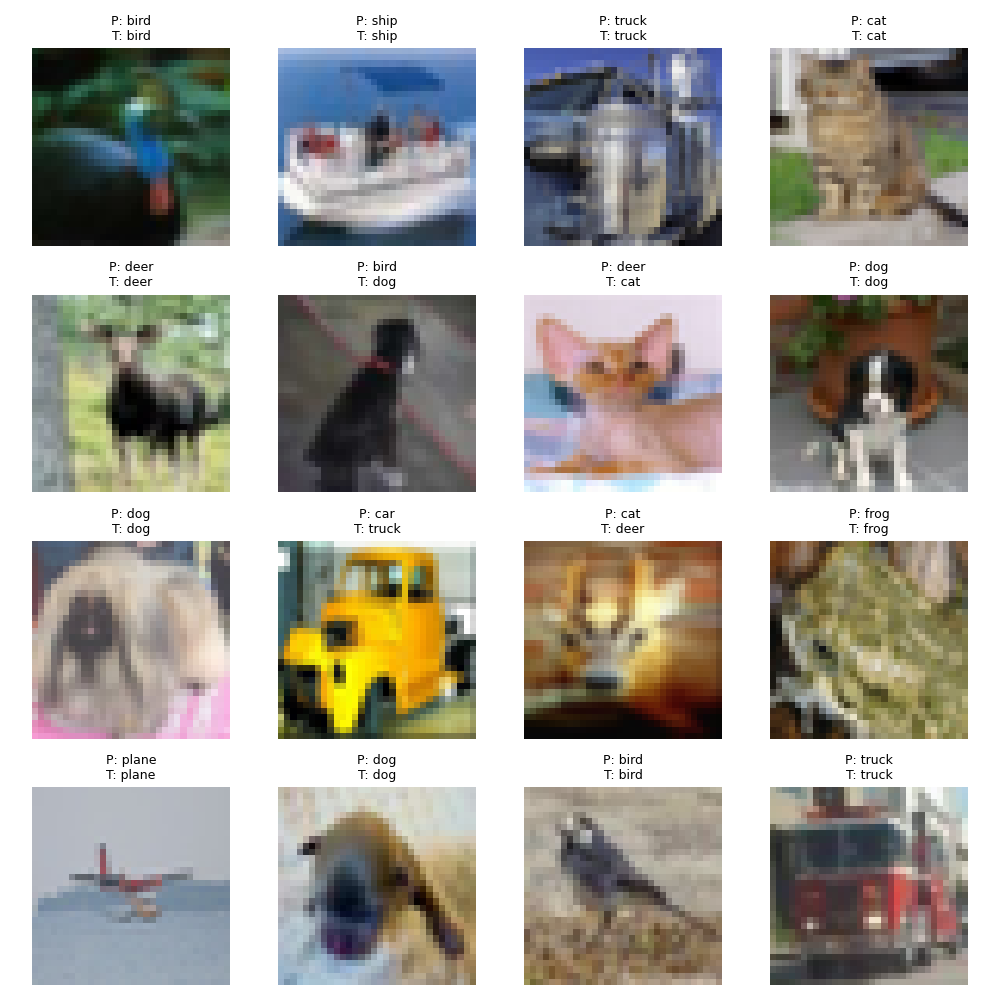 P: bird
T: bird
P: ship
T: ship
P: truck
T: truck
P: cat
T: cat
P: deer
T: deer
P: bird
T: dog
P: deer
T: cat
P: dog
T: dog
P: dog
T: dog
P: car
T: truck
P: cat
T: deer
P: frog
T: frog
P: plane
T: plane
P: dog
T: dog
P: bird
T: bird
P: truck
T: truck